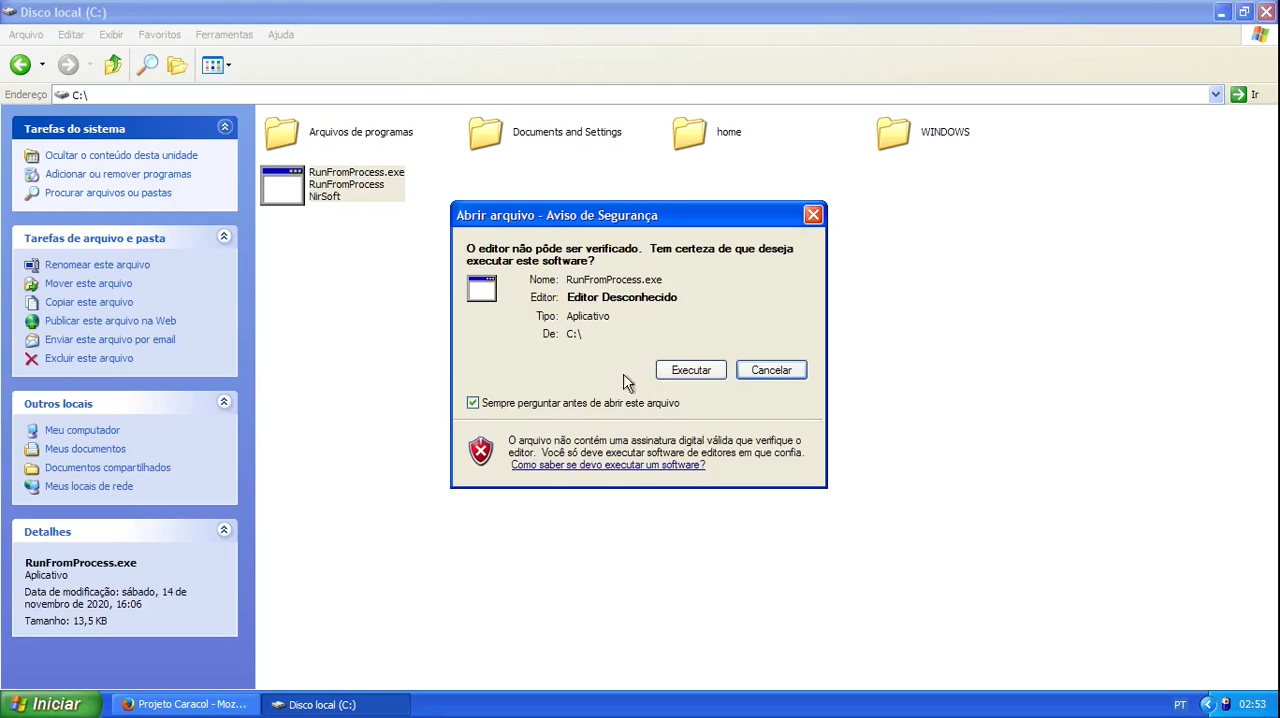 Disco local (C:)
Arquivo Editar Exibir Favoritos Ferramentas Ajuda
Endereço C:\ Ir
Tarefas do sistema
Ocultar o conteúdo desta unidade
Adicionar ou remover programas
Procurar arquivos ou pastas
Tarefas de arquivo e pasta
Renomear este arquivo
Mover este arquivo
Copiar este arquivo
Publicar este arquivo na Web
Enviar este arquivo por email
Excluir este arquivo
Outros locais
Meu computador
Meus documentos
Documentos compartilhados
Meus locais de rede
Detalhes
RunFromProcess.exe
Aplicativo
Data de modificação: sábado, 14 de
novembro de 2020, 16:06
Tamanho: 13,5 KB
Arquivos de programas
Documents and Settings
home
WINDOWS
RunFromProcess.exe
RunFromProcess
NirSoft
Abrir arquivo - Aviso de Segurança
O editor não pôde ser verificado. Tem certeza de que deseja
executar este software?
Nome: RunFromProcess.exe
Editor: Editor Desconhecido
Tipo: Aplicativo
De: C:\
Executar Cancelar
Sempre perguntar antes de abrir este arquivo
O arquivo não contém uma assinatura digital válida que verifique o
editor. Você só deve executar software de editores em que confia.
Como saber se devo executar um software?
Iniciar Projeto Caracol - Moz... Disco local (C:) PT 02:53